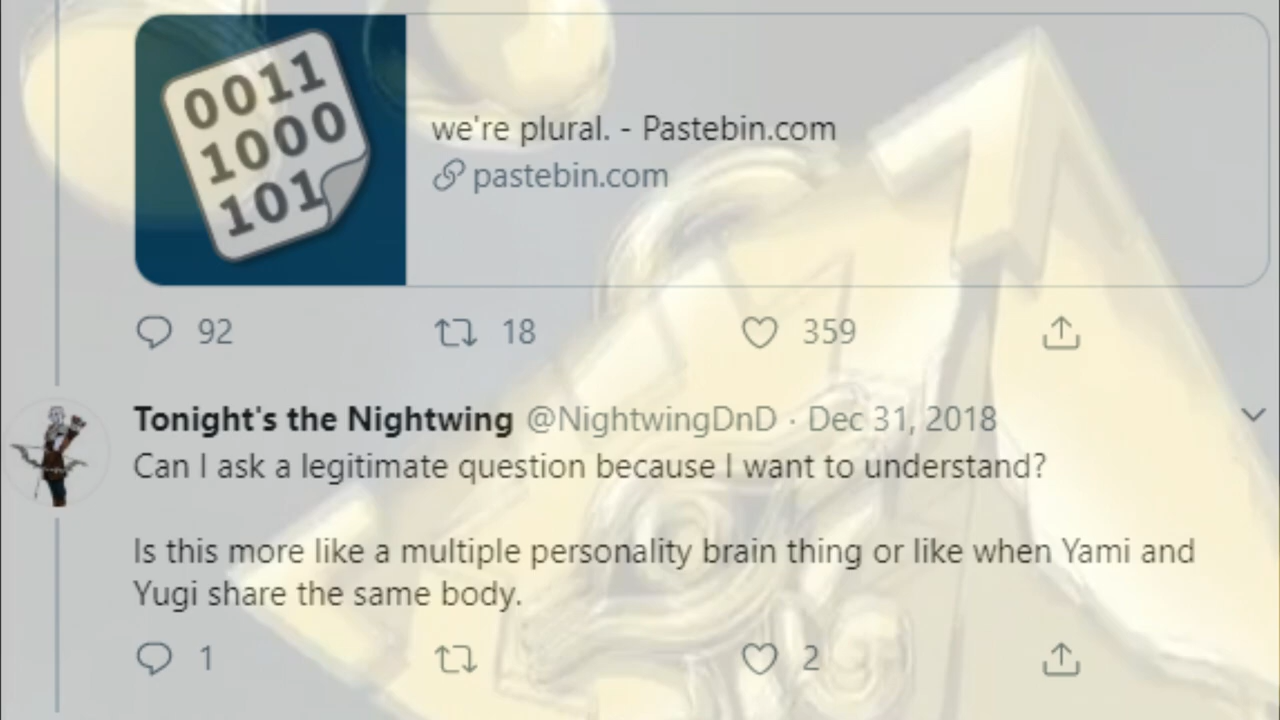 0011
1000
101
we're plural. - Pastebin.com
pastebin.com
92 18 359
Tonight's the Nightwing @NightwingDnD · Dec 31, 2018
Can I ask a legitimate question because I want to understand?
Is this more like a multiple personality brain thing or like when Yami and
Yugi share the same body.
1 2